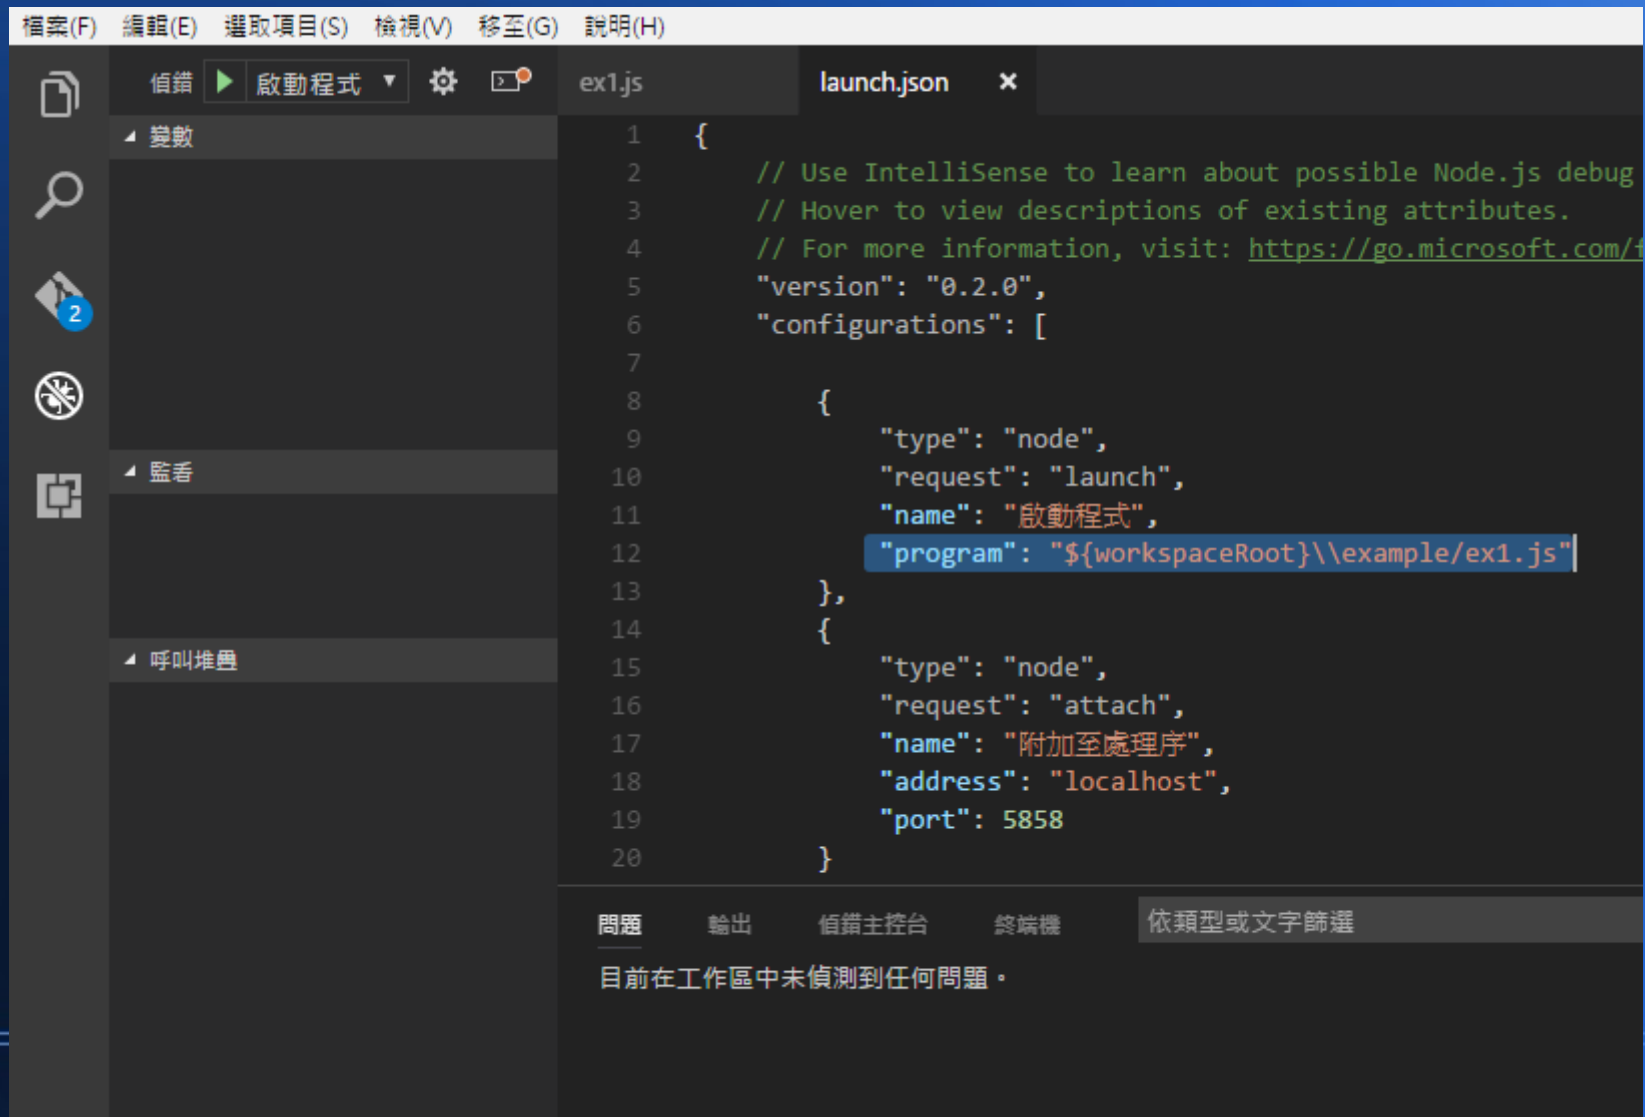 檔案(F) 編輯(E) 選取項目(S) 檢視(V) 移至(G) 說明(H)
偵錯 啟動程式
ex1.js launch.json
變數
監看
呼叫堆疊
1 {
2 // Use IntelliSense to learn about possible Node.js debug
3 // Hover to view descriptions of existing attributes.
4 // For more information, visit: https://go.microsoft.com/f
5 "version": "0.2.0",
6 "configurations": [
7
8 {
9 "type": "node",
10 "request": "launch",
11 "name": "啟動程式",
12 "program": "${workspaceRoot}\\example/ex1.js"
13 },
14 {
15 "type": "node",
16 "request": "attach",
17 "name": "附加至處理序",
18 "address": "localhost",
19 "port": 5858
20 }
2
問題 輸出 偵錯主控台 終端機 依類型或文字篩選
目前在工作區中未偵測到任何問題。